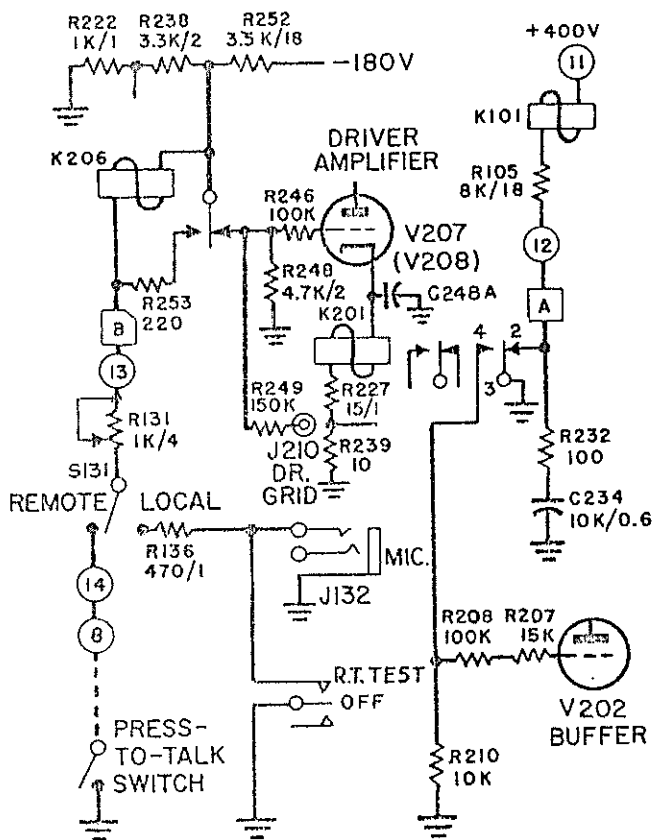 R222
1K/1
R238
3.3K/2
R252
3.5K/18
-180V
+400V
11
K206
K101
R105
8K/18
DRIVER
AMPLIFIER
R246
100K
V207
(V208)
12
R248
4.7K/2
C248A
A
R253
220
K201
B
13
4
2
3
R131
1K/4
R249
150K
R227
15/1
J210
DR.
GRID
R239
10
R232
100
C234
10K/0.6
S131
REMOTE
LOCAL
R136
470/1
MIC.
J132
14
8
R208
100K
R207
15K
R.T. TEST
OFF
V202
BUFFER
PRESS-
TO-TALK
SWITCH
R210
10K